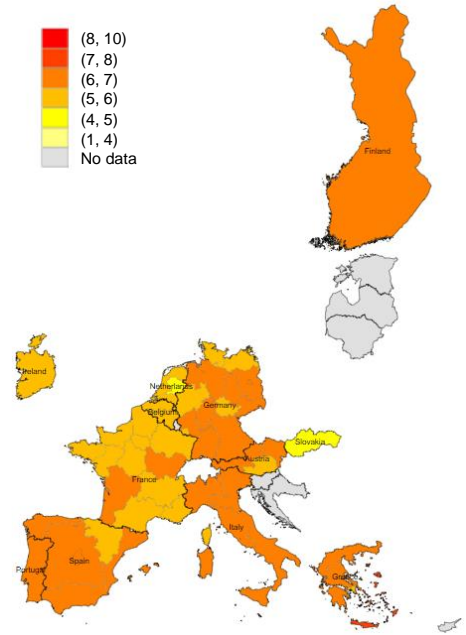 (8, 10)
(7, 8)
(6, 7)
(5, 6)
(4, 5)
(1, 4)
No data
Finland
Ireland
Netherlands
Belgium
Germany
Slovakia
Austria
France
Italy
Spain
Portugal
Greece